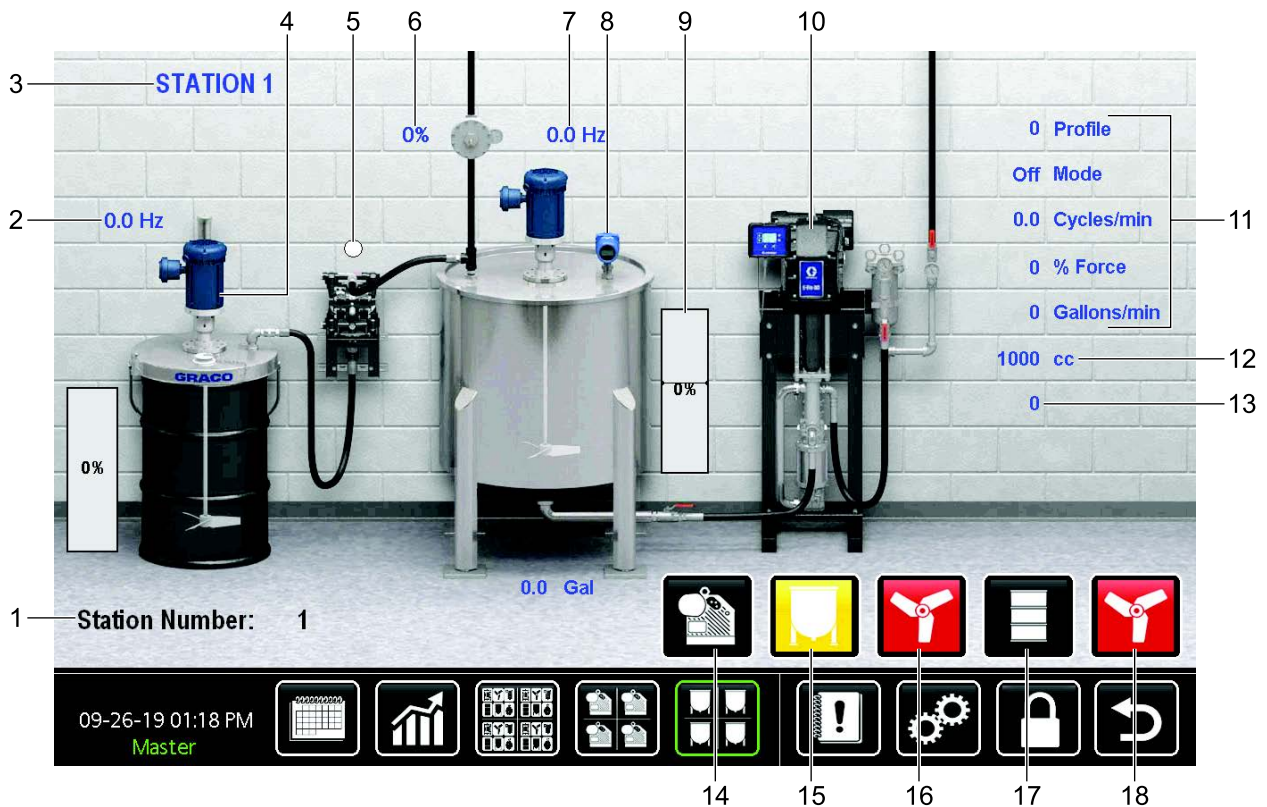 4 5 6 7 8 9 10
3 STATION 1
0% 0.0 Hz
0 Profile
Off Mode
2 0.0 Hz
0.0 Cycles/min 11
0 % Force
0 Gallons/min
1000 cc 12
GRACO
0%
0 13
0%
0.0 Gal
1 Station Number: 1
09-26-19 01:18 PM
Master
14 15 16 17 18